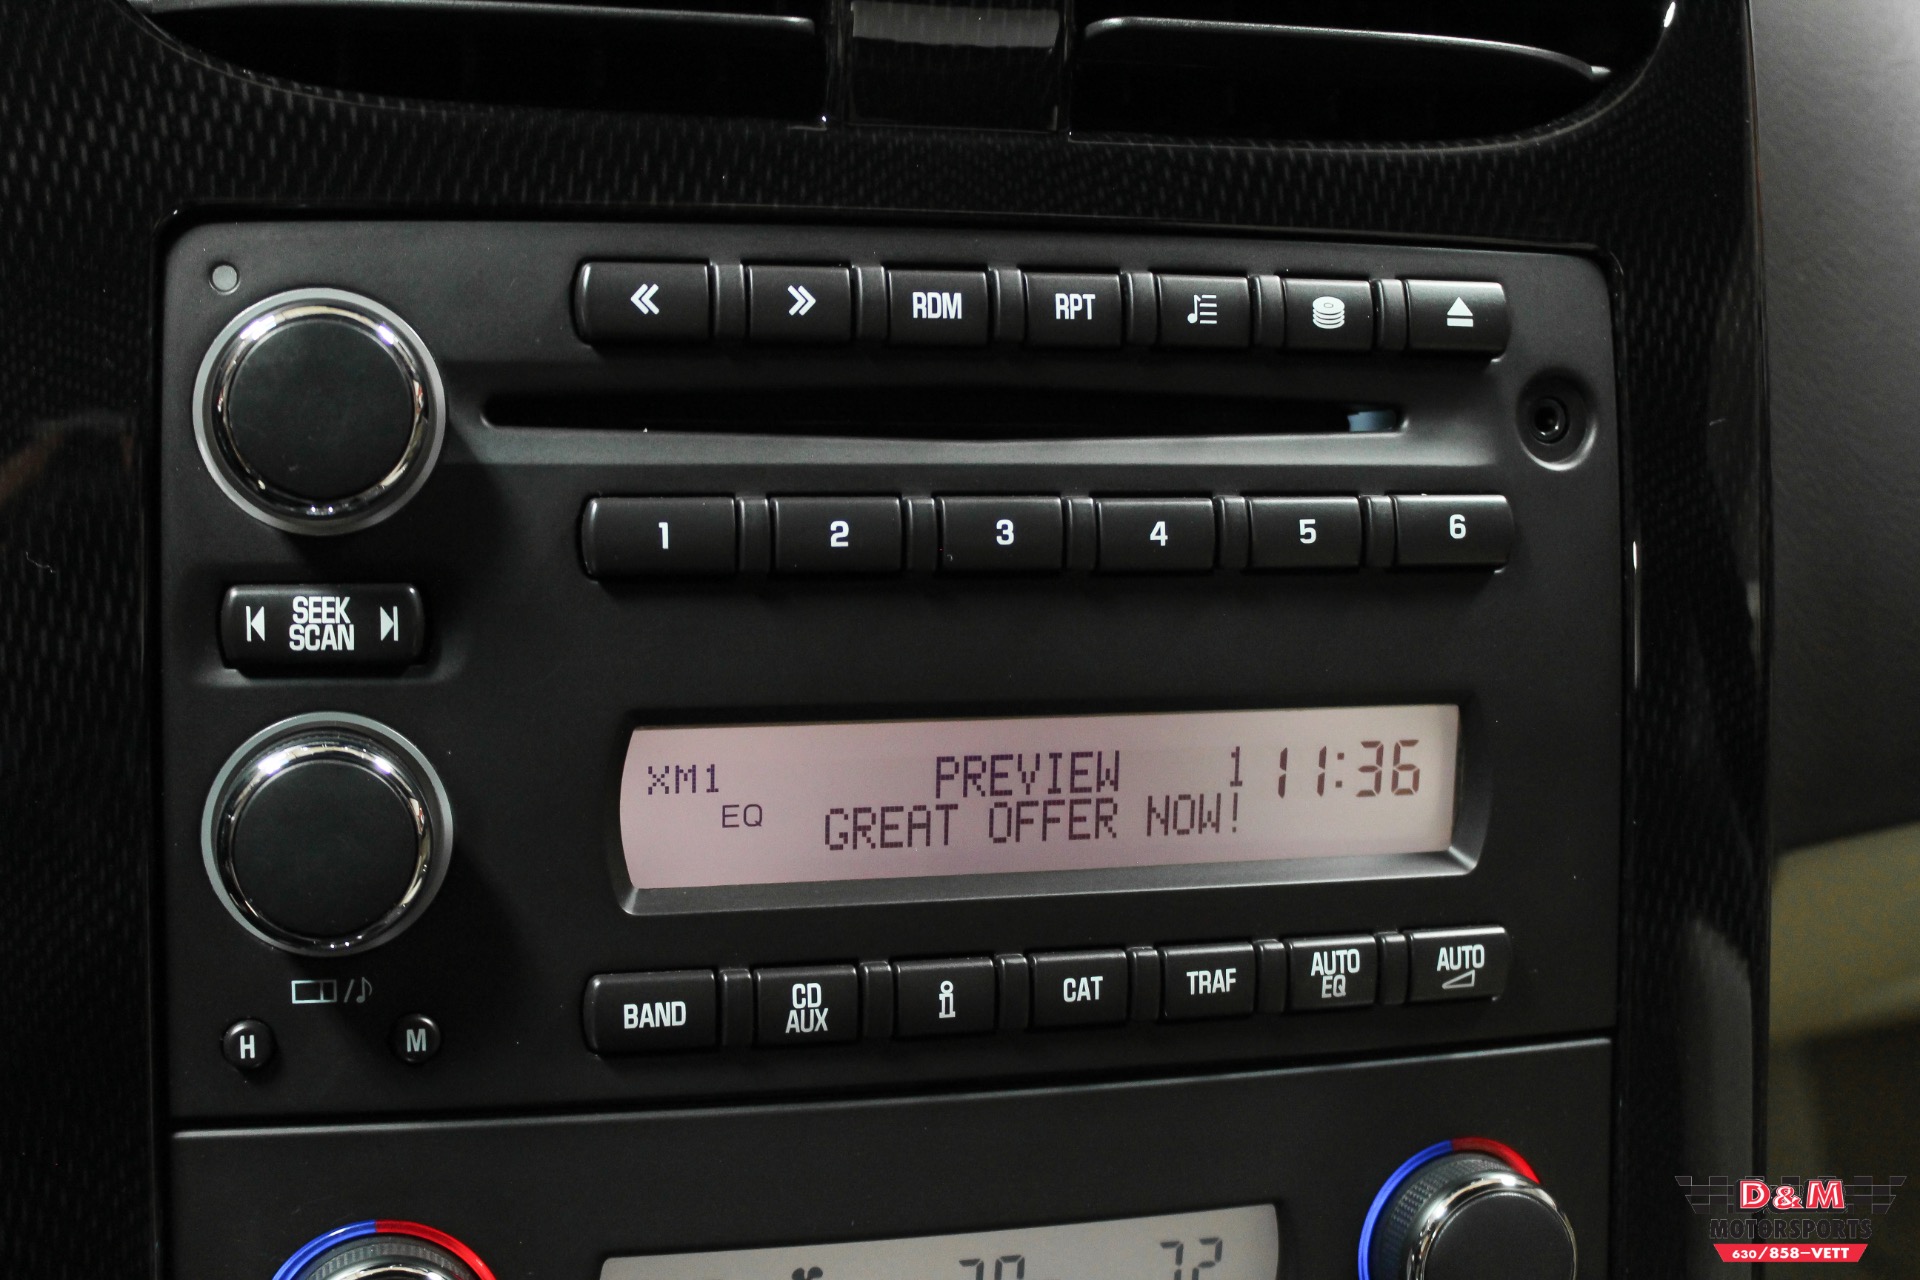 RDM RPT
1 2 3 4 5 6
SEEK
SCAN
XM1 PREVIEW 1 11:36
EQ GREAT OFFER NOW!
BAND CD AUX i CAT TRAF AUTO EQ AUTO
H M
72
D&M
MOTORSPORTS
630/858-VETT